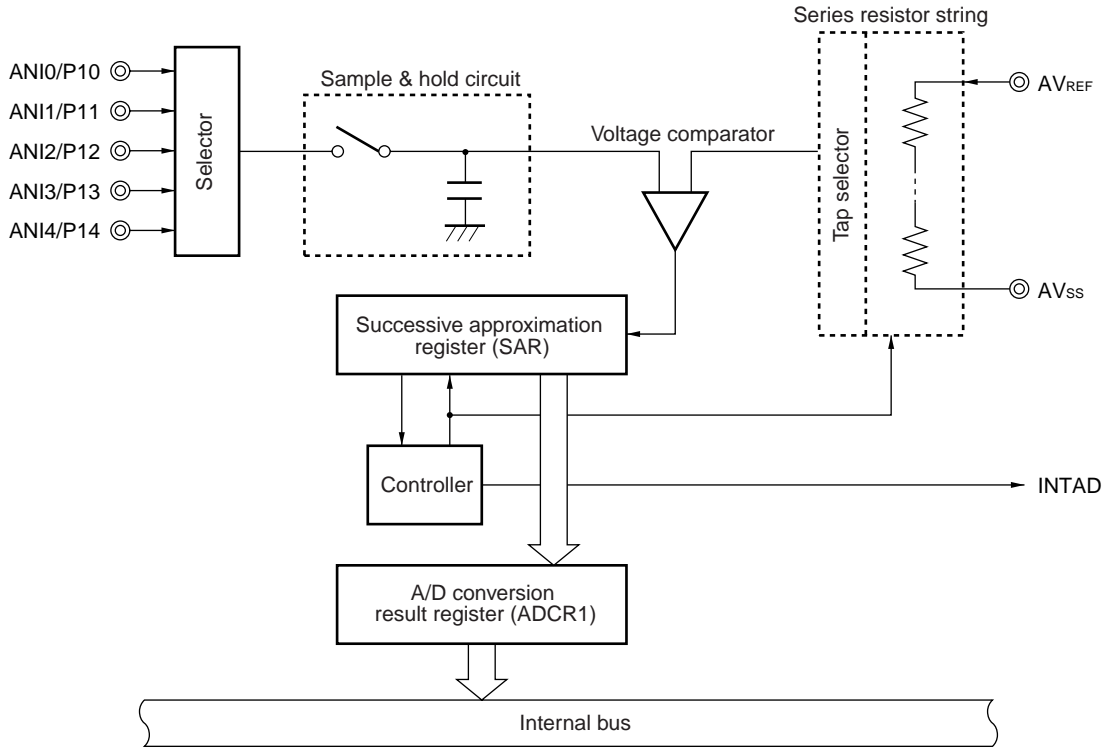 Series resistor string
ANI0/P10
ANI1/P11
ANI2/P12
ANI3/P13
ANI4/P14
Selector
Sample & hold circuit
Voltage comparator
Tap selector
AVREF
AVSS
Successive approximation
register (SAR)
Controller
INTAD
A/D conversion
result register (ADCR1)
Internal bus